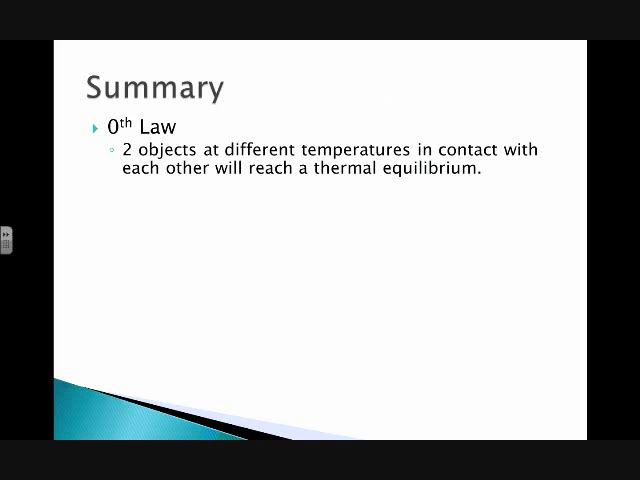 Summary
0th Law
2 objects at different temperatures in contact with
each other will reach a thermal equilibrium.